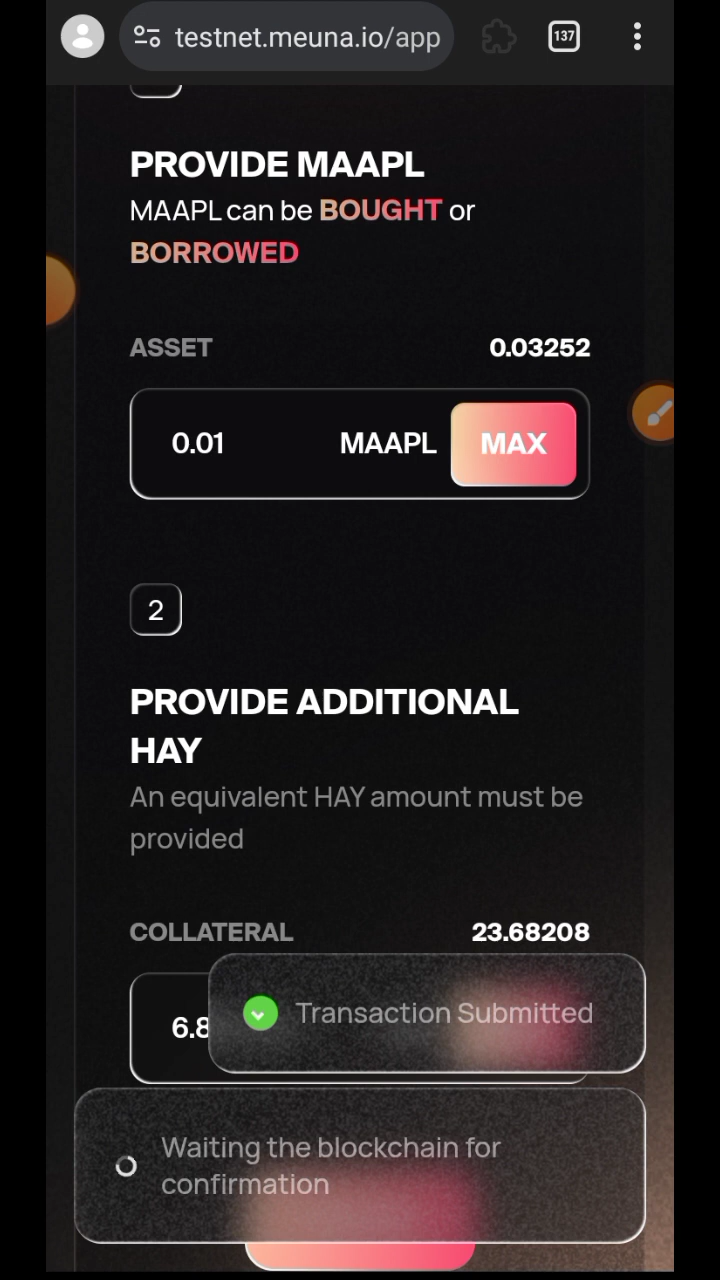 testnet.meuna.io/app
137
PROVIDE MAAPL
MAAPL can be BOUGHT or
BORROWED
ASSET 0.03252
0.01 MAAPL MAX
2
PROVIDE ADDITIONAL
HAY
An equivalent HAY amount must be
provided
COLLATERAL 23.68208
6.8
Transaction Submitted
Waiting the blockchain for
confirmation